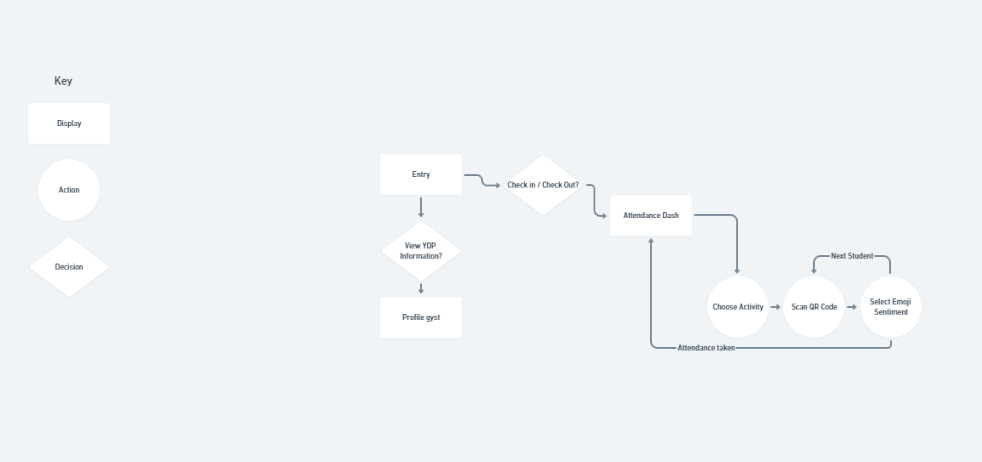 Key
Display
Action
Decision
Entry
Check in / Check Out?
Attendance Dash
View YDP
Information?
Profile gyst
Next Student
Choose Activity
Scan QR Code
Select Emoji
Sentiment
Attendance taken